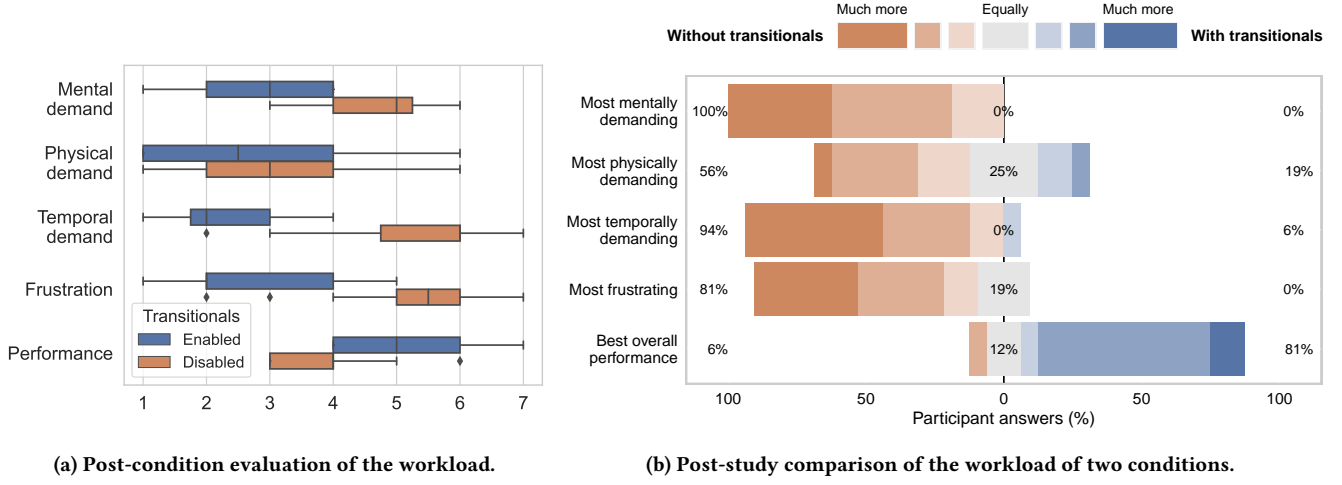 Mental
demand
Physical
demand
Temporal
demand
Frustration
Performance
Transitionals
Enabled
Disabled
1 2 3 4 5 6 7
(a) Post-condition evaluation of the workload.
Much more Equally Much more
Without transitionals With transitionals
Most mentally
demanding
100% 0% 0%
Most physically
demanding
56% 25% 19%
Most temporally
demanding
94% 0% 6%
Most frustrating
81% 19% 0%
Best overall
performance
6% 12% 81%
100 50 0 50 100
Participant answers (%)
(b) Post-study comparison of the workload of two conditions.